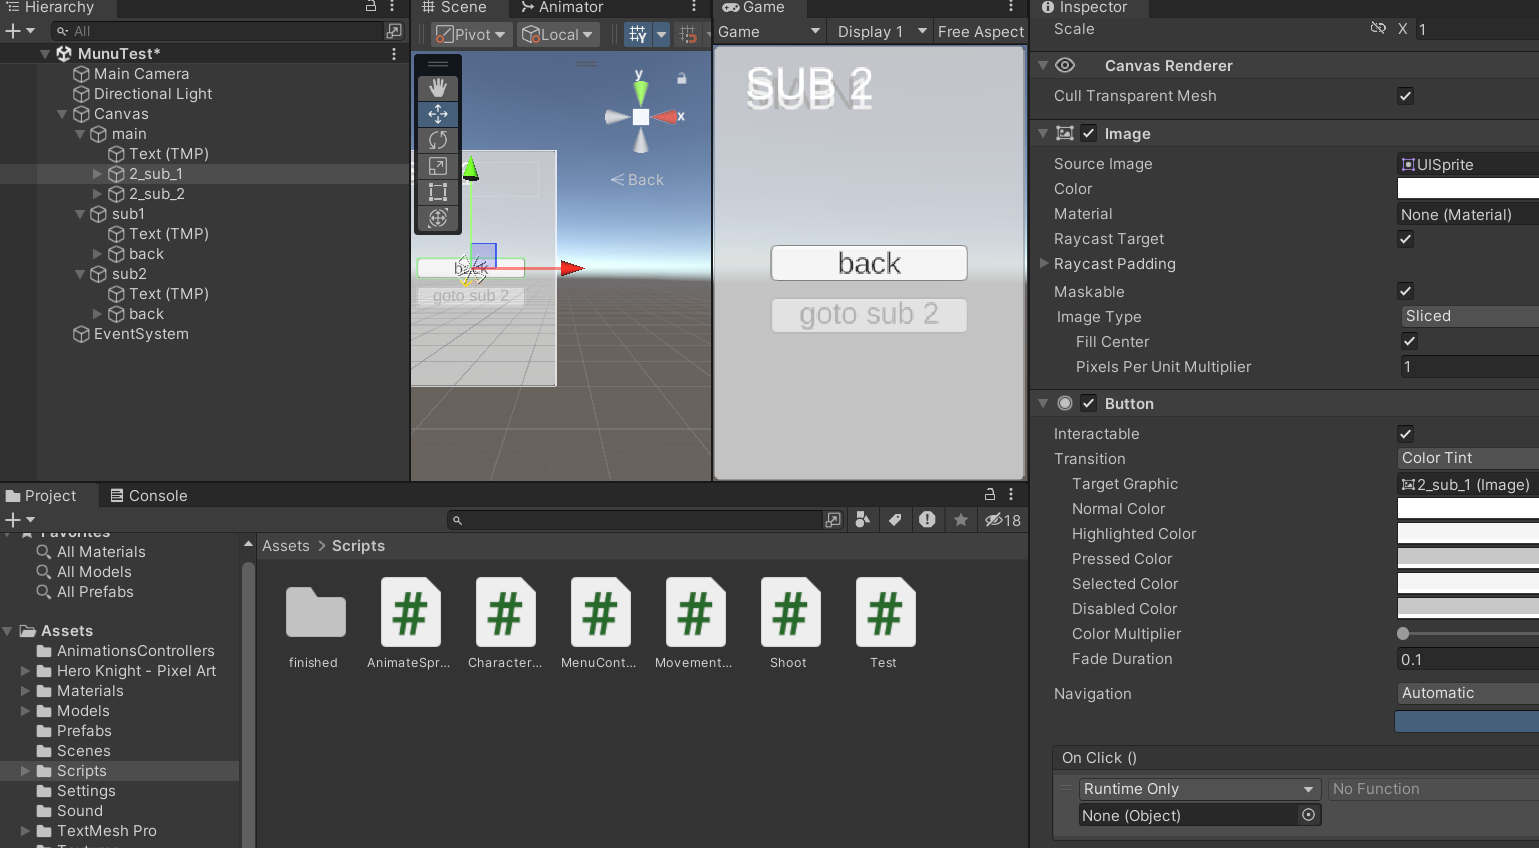 Hierarchy
All
MunuTest*
Main Camera
Directional Light
Canvas
main
Text (TMP)
2_sub_1
2_sub_2
sub1
Text (TMP)
back
sub2
Text (TMP)
back
EventSystem
Scene
Animator
Pivot
Local
y
x
Back
back
goto sub 2
Game
Game
Display 1
Free Aspect
SUB 2
back
goto sub 2
Inspector
Scale
X 1
Canvas Renderer
Cull Transparent Mesh
Image
Source Image
UISprite
Color
Material
None (Material)
Raycast Target
Raycast Padding
Maskable
Image Type
Sliced
Fill Center
Pixels Per Unit Multiplier
1
Button
Interactable
Transition
Color Tint
Target Graphic
2_sub_1 (Image)
Normal Color
Highlighted Color
Pressed Color
Selected Color
Disabled Color
Color Multiplier
Fade Duration
0.1
Navigation
Automatic
On Click ()
Runtime Only
No Function
None (Object)
Project
Console
18
Favorites
All Materials
All Models
All Prefabs
Assets
AnimationsControllers
Hero Knight - Pixel Art
Materials
Models
Prefabs
Scenes
Scripts
Settings
Sound
TextMesh Pro
Assets > Scripts
finished
AnimateSpr...
Character...
MenuCont...
Movement...
Shoot
Test